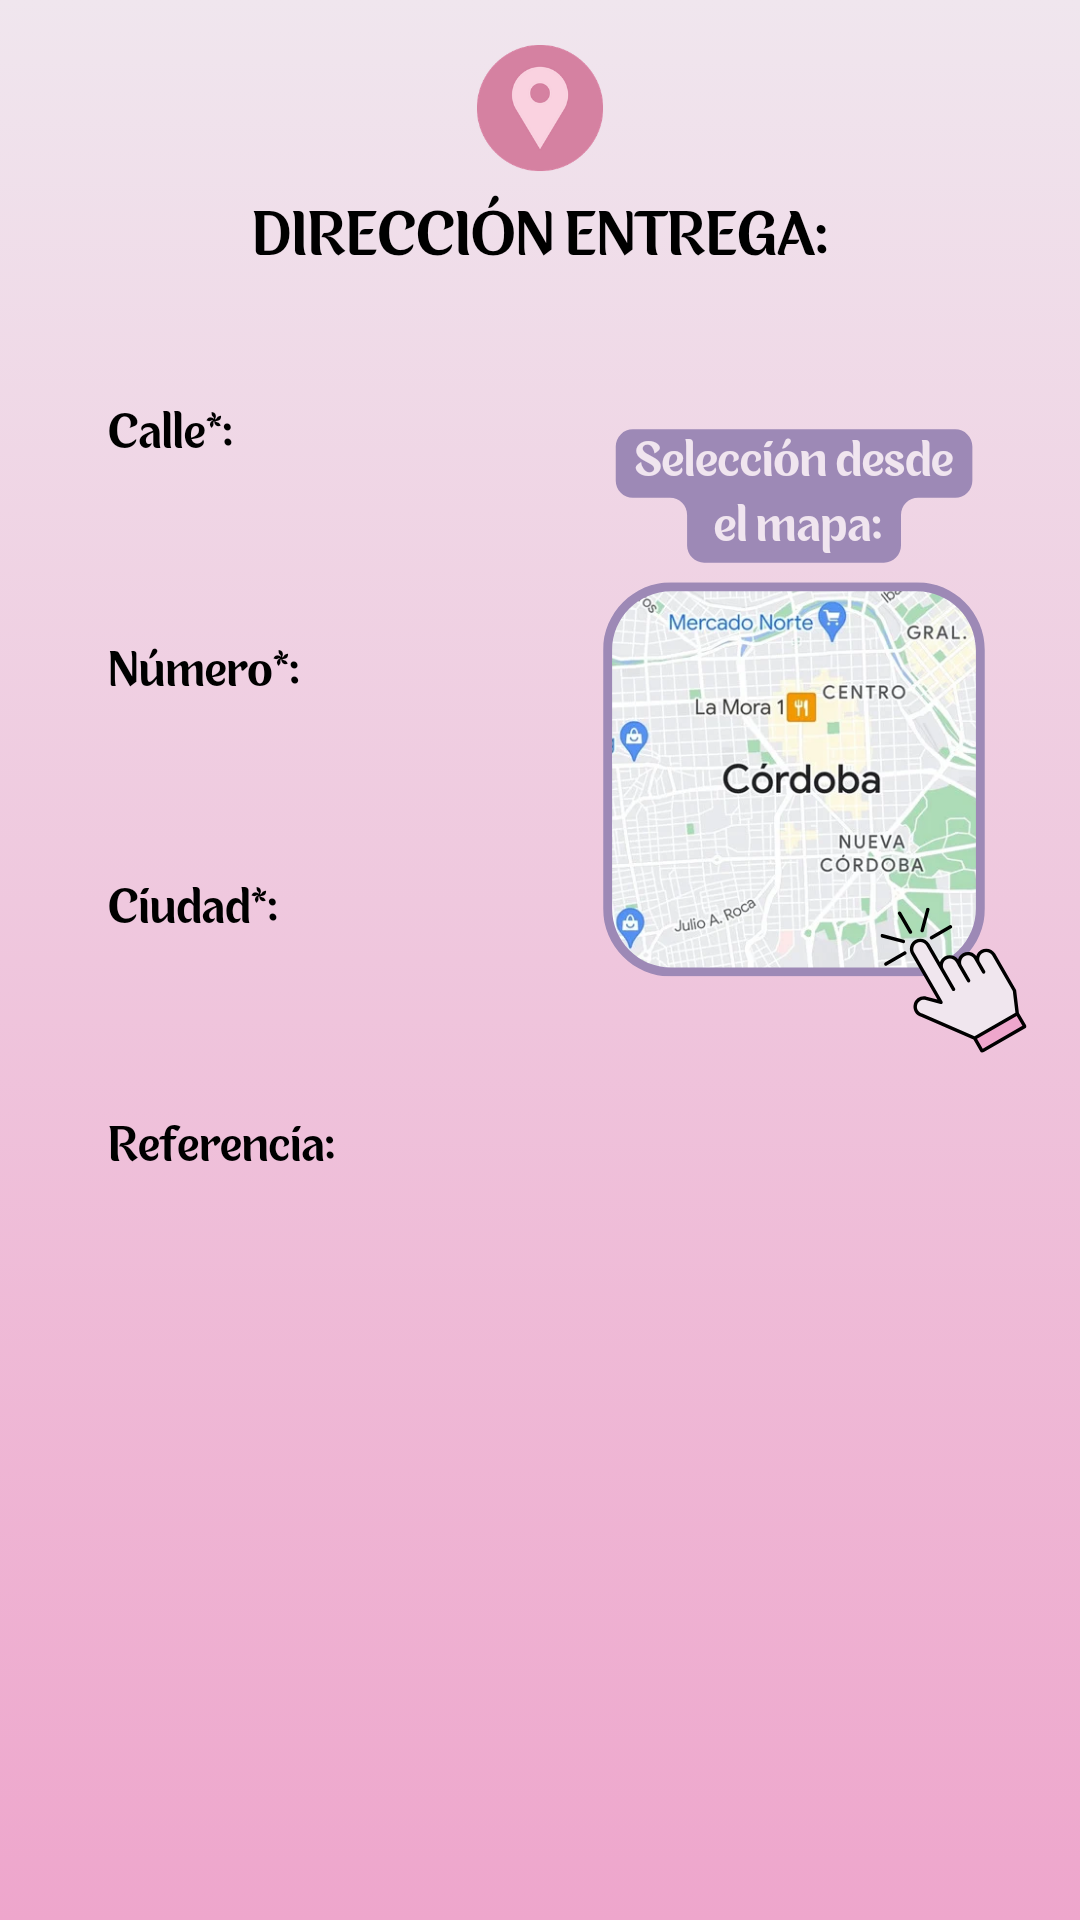 DIRECCIÓN ENTREGA:
Calle*:
Número*:
Ciudad*:
Referencia:
Selección desde
el mapa:
Mercado Norte
GRAL.
La Mora 1
CENTRO
Córdoba
NUEVA
CÓRDOBA
Julio A. Roca